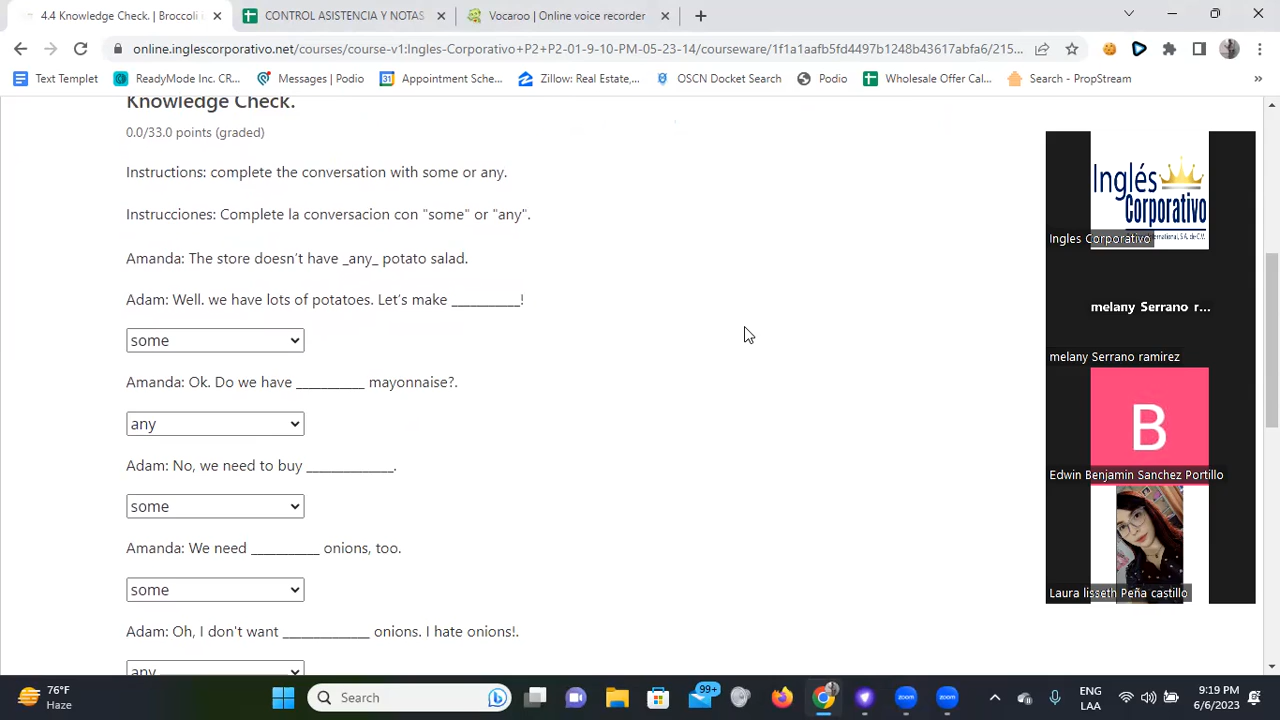 4.4 Knowledge Check. | Broccoli
CONTROL ASISTENCIA Y NOTAS
Vocaroo | Online voice recorder
online.inglescorporativo.net/courses/course-v1:Ingles-Corporativo+P2+P2-01-9-10-PM-05-23-14/courseware/1f1a1aafb5fd4497b1248b43617abfa6/215...
Text Templet
ReadyMode Inc. CR...
Messages | Podio
Appointment Sche...
Zillow: Real Estate,...
OSCN Docket Search
Podio
Wholesale Offer Cal...
Search - PropStream
Knowledge Check.
0.0/33.0 points (graded)
Instructions: complete the conversation with some or any.
Instrucciones: Complete la conversacion con "some" or "any".
Amanda: The store doesn't have _any_ potato salad.
Adam: Well. we have lots of potatoes. Let's make ___________!
some
Amanda: Ok. Do we have ___________ mayonnaise?.
any
Adam: No, we need to buy ______________.
some
Amanda: We need ___________ onions, too.
some
Adam: Oh, I don't want ______________ onions. I hate onions!.
any
Inglés
Corporativo
Ingles Corporativo
melany Serrano r...
melany Serrano ramirez
B
Edwin Benjamin Sanchez Portillo
Laura lisseth Peña castillo
76°F
Haze
Search
99+
ENG
LAA
9:19 PM
6/6/2023